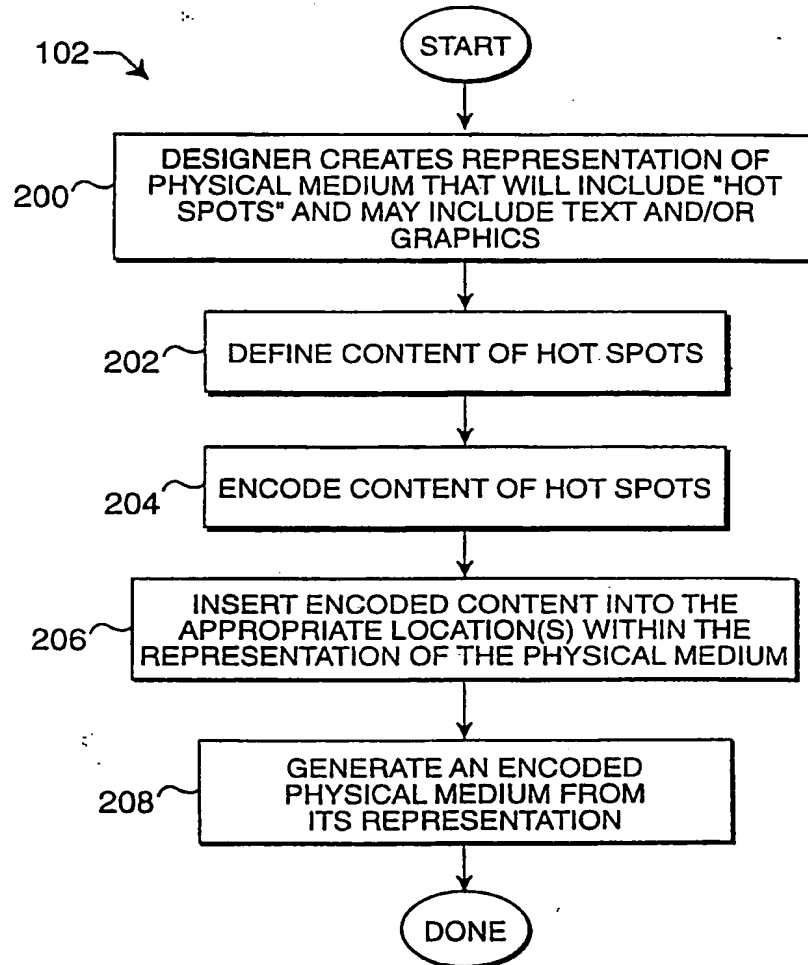 102
START
200
DESIGNER CREATES REPRESENTATION OF
PHYSICAL MEDIUM THAT WILL INCLUDE "HOT
SPOTS" AND MAY INCLUDE TEXT AND/OR
GRAPHICS
202
DEFINE CONTENT OF HOT SPOTS
204
ENCODE CONTENT OF HOT SPOTS
206
INSERT ENCODED CONTENT INTO THE
APPROPRIATE LOCATION(S) WITHIN THE
REPRESENTATION OF THE PHYSICAL MEDIUM
208
GENERATE AN ENCODED
PHYSICAL MEDIUM FROM
ITS REPRESENTATION
DONE